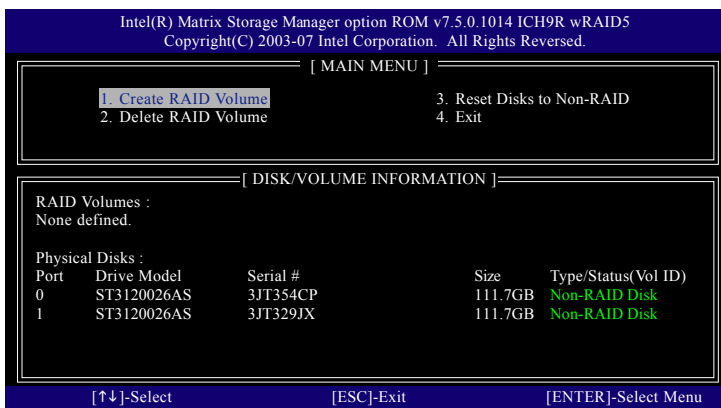 Intel(R) Matrix Storage Manager option ROM v7.5.0.1014 ICH9R wRAID5
Copyright(C) 2003-07 Intel Corporation. All Rights Reversed.
[ MAIN MENU ]
1. Create RAID Volume 3. Reset Disks to Non-RAID
2. Delete RAID Volume 4. Exit
[ DISK/VOLUME INFORMATION ]
RAID Volumes :
None defined.
Physical Disks :
Port Drive Model Serial # Size Type/Status(Vol ID)
0 ST3120026AS 3JT354CP 111.7GB Non-RAID Disk
1 ST3120026AS 3JT329JX 111.7GB Non-RAID Disk
[↑↓]-Select [ESC]-Exit [ENTER]-Select Menu